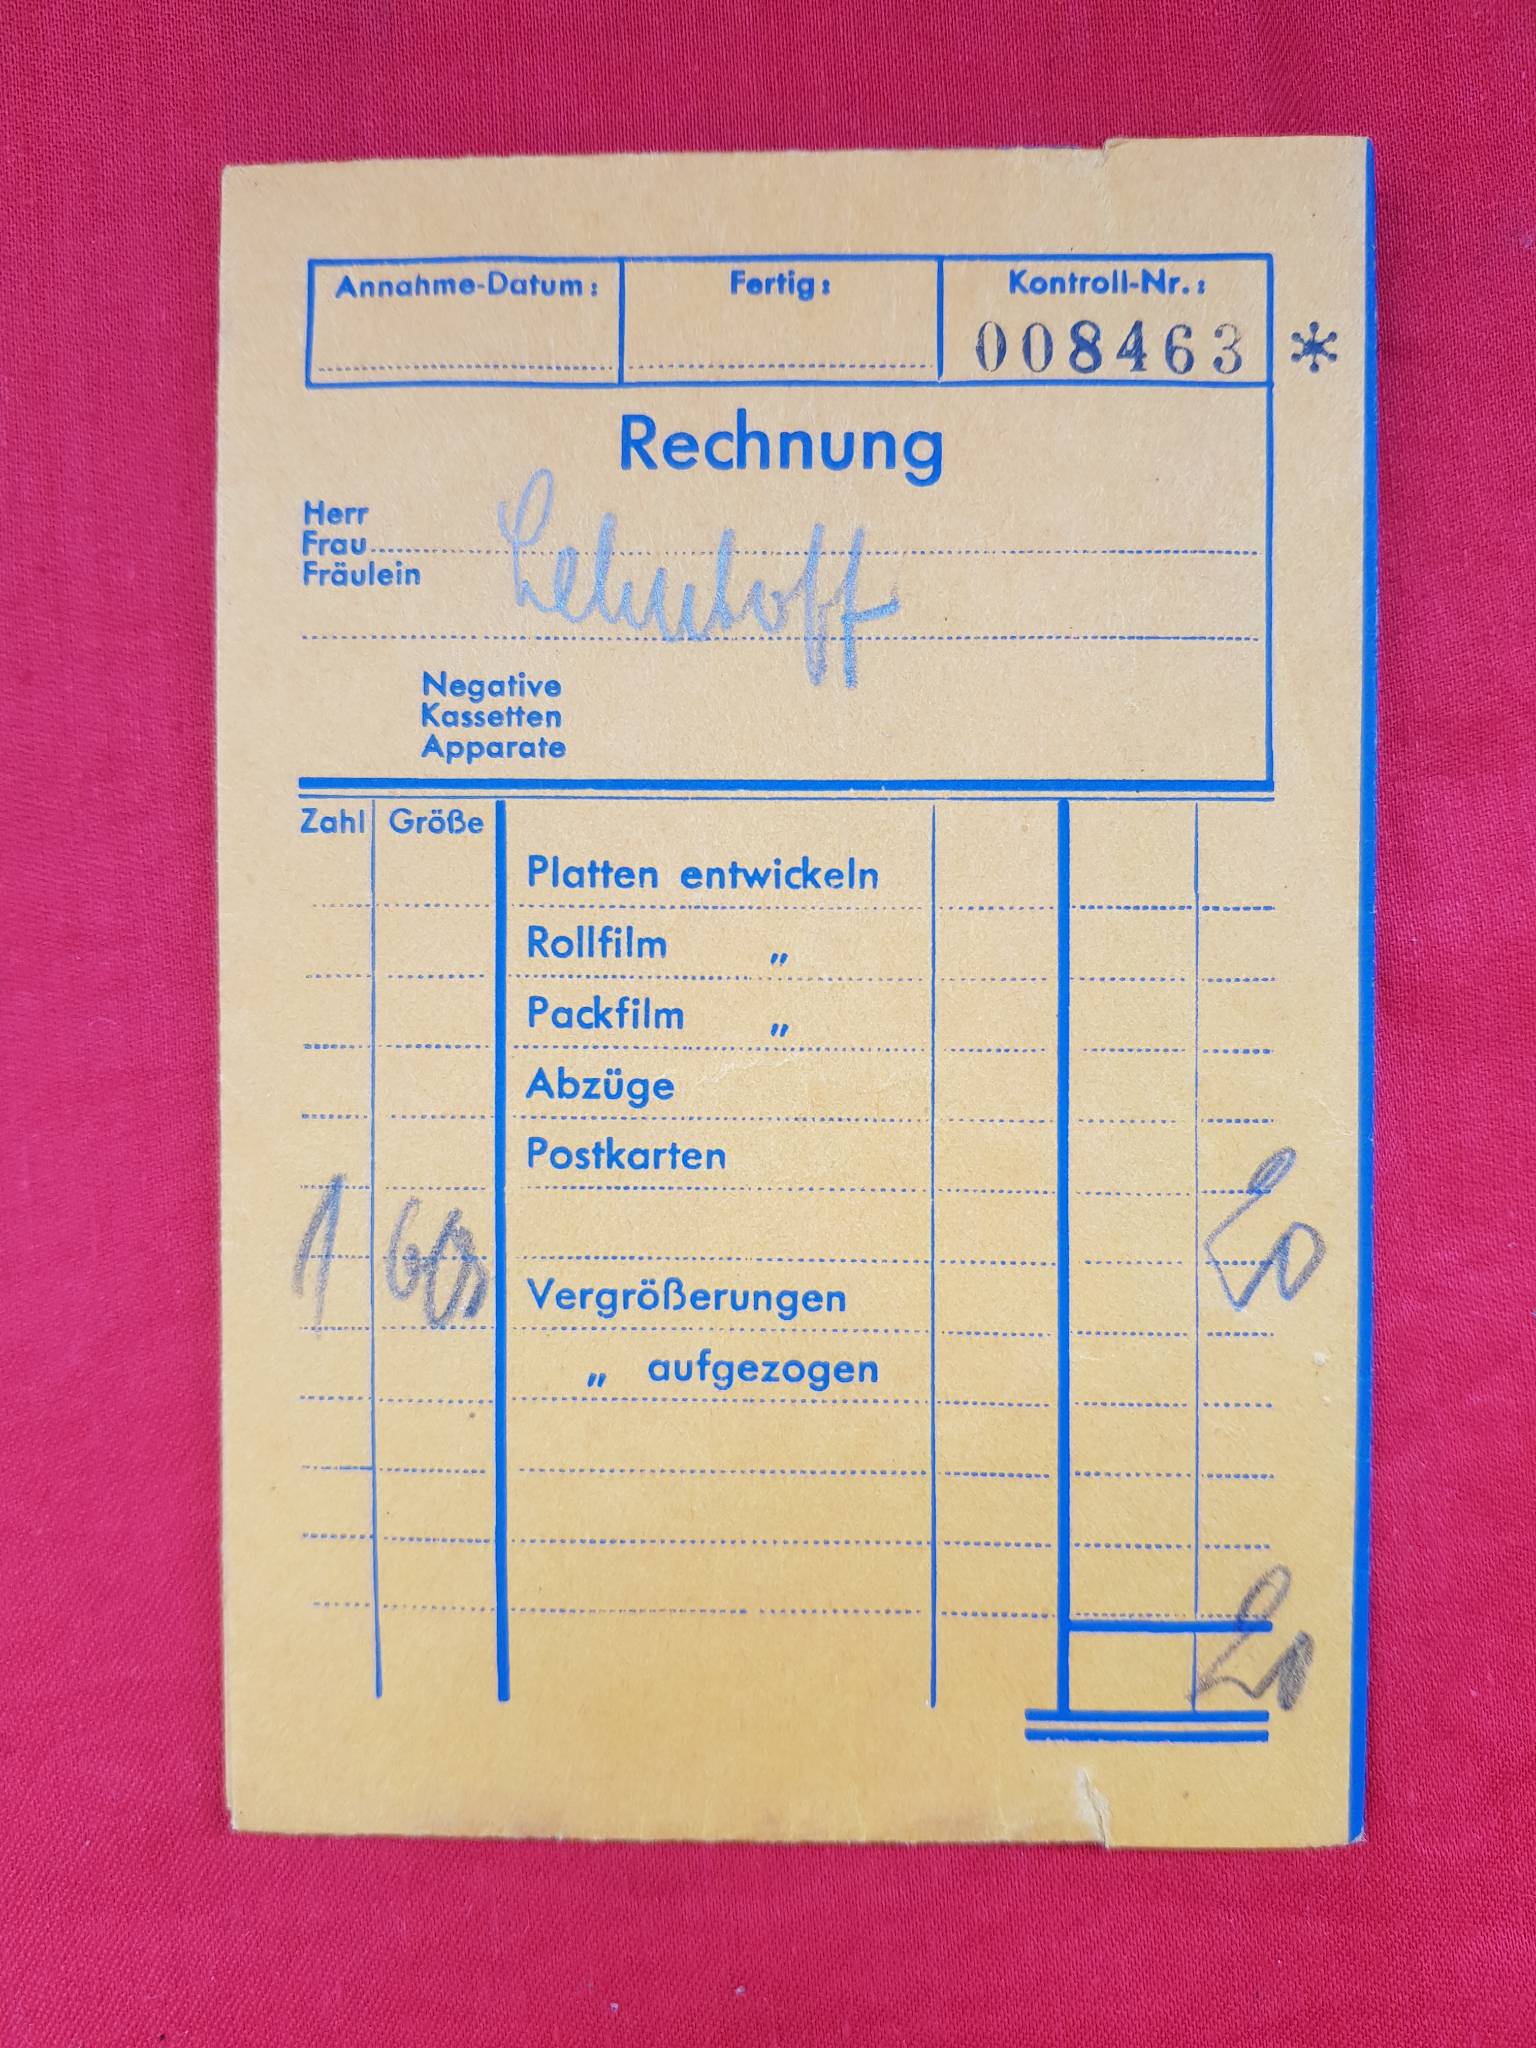 Annahme-Datum: Fertig: Kontroll-Nr.:
008463 *
Rechnung
Herr
Frau
Fräulein
Negative
Kassetten
Apparate
Zahl Größe
Platten entwickeln
Rollfilm „
Packfilm „
Abzüge
Postkarten
1
Vergrößerungen
„ aufgezogen